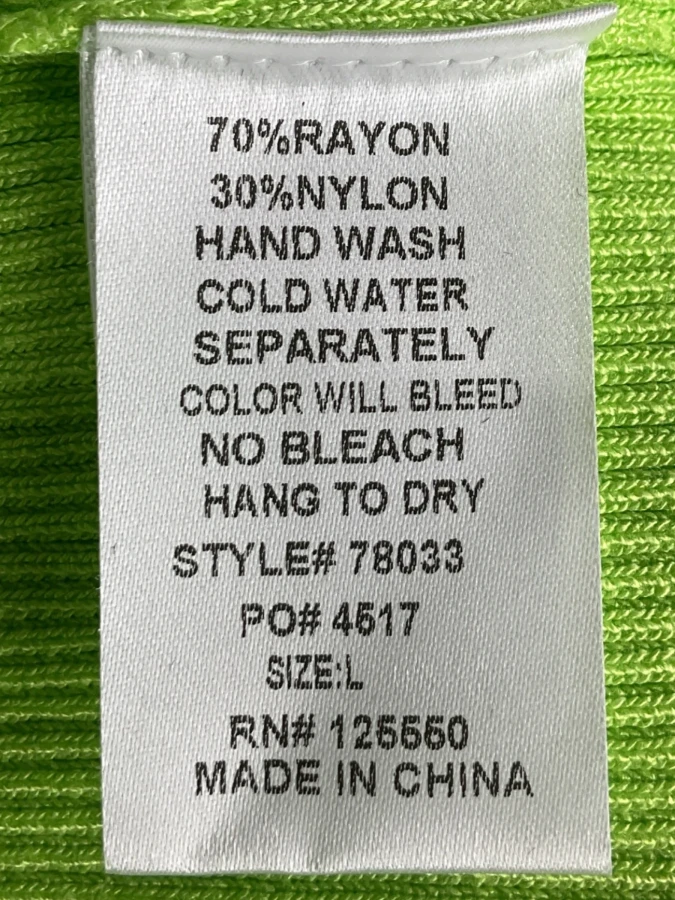 70%RAYON
30%NYLON
HAND WASH
COLD WATER
SEPARATELY
COLOR WILL BLEED
NO BLEACH
HANG TO DRY
STYLE# 78033
PO# 4517
SIZE:L
RN#
MADE IN CHINA